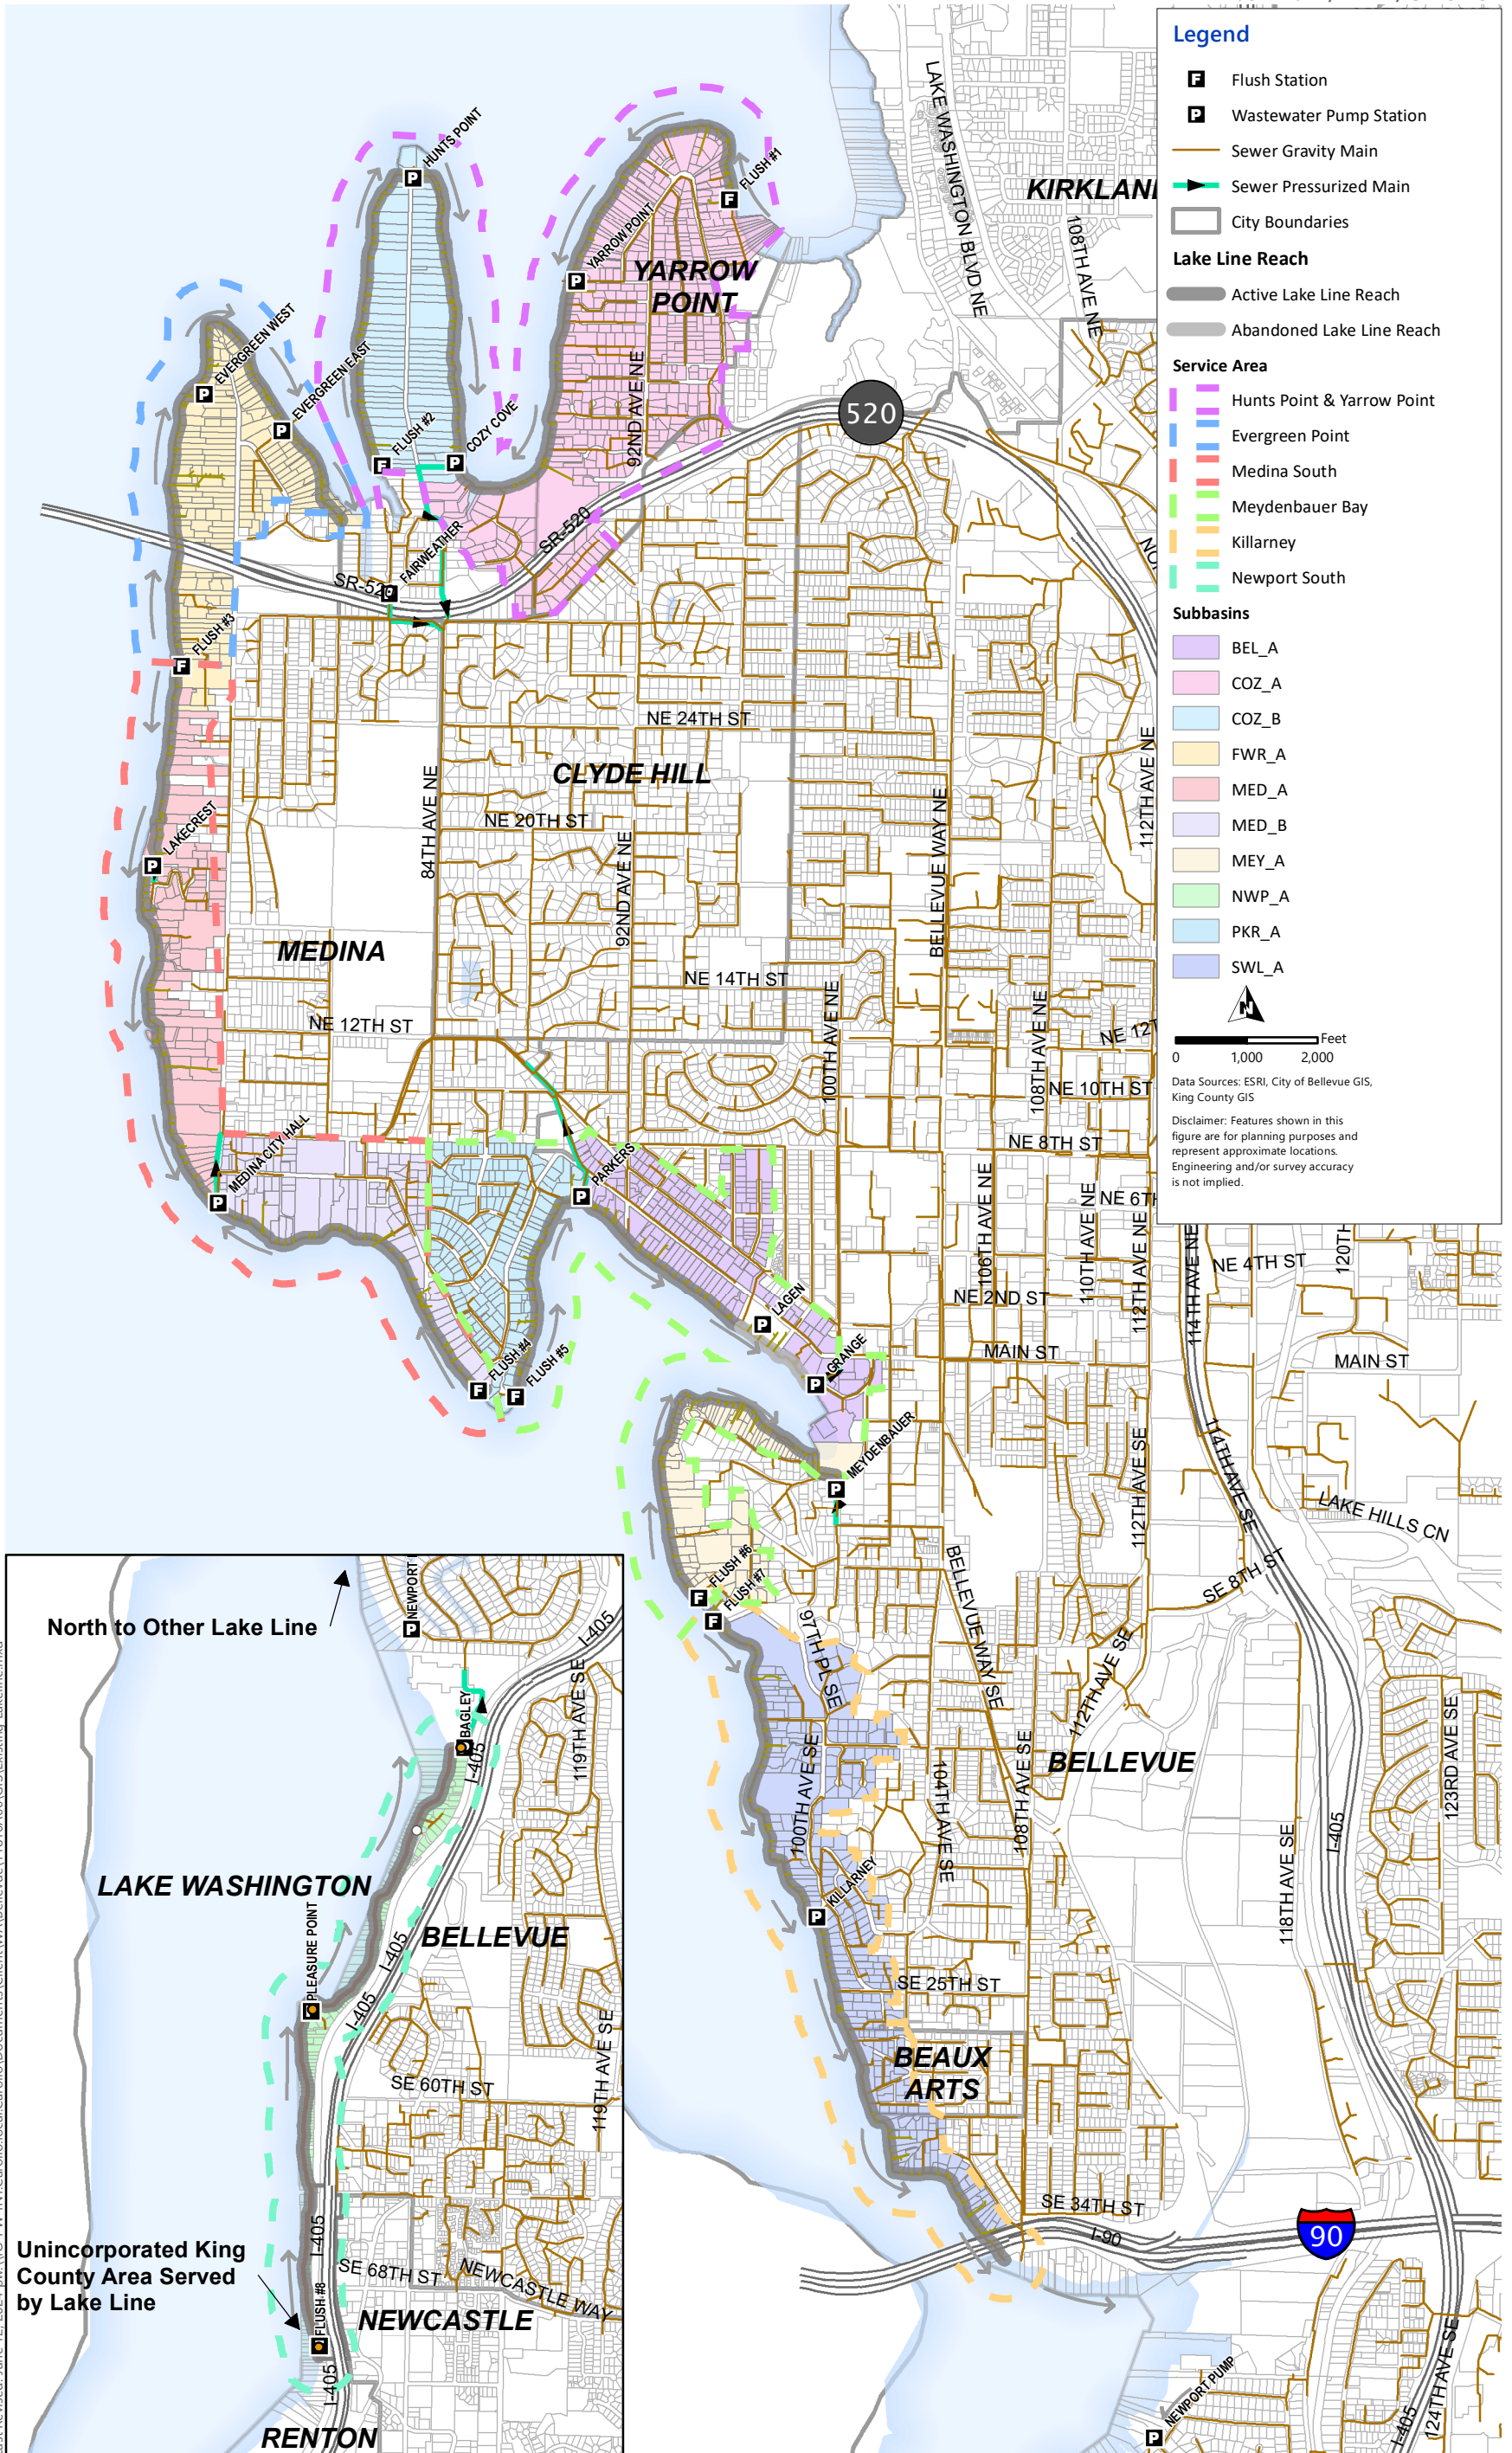 Legend
F Flush Station
P Wastewater Pump Station
Sewer Gravity Main
Sewer Pressurized Main
City Boundaries
Lake Line Reach
Active Lake Line Reach
Abandoned Lake Line Reach
Service Area
Hunts Point & Yarrow Point
Evergreen Point
Medina South
Meydenbauer Bay
Killarney
Newport South
Subbasins
BEL_A
COZ_A
COZ_B
FWR_A
MED_A
MED_B
MEY_A
NWP_A
PKR_A
SWL_A
N
Feet
0 1,000 2,000
Data Sources: ESRI, City of Bellevue GIS,
King County GIS
Disclaimer: Features shown in this
figure are for planning purposes and
represent approximate locations.
Engineering and/or survey accuracy
is not implied.
P HUNTS POINT
F FLUSH #1
LAKE WASHINGTON BLVD NE
KIRKLAN
108TH AVE NE
P YARROW POINT
YARROW
POINT
P EVERGREEN WEST
P EVERGREEN EAST
F FLUSH #2
P COZY COVE
92ND AVE NE
520
SR-520
SR-520
P FAIRWEATHER
F FLUSH #3
NE 24TH ST
CLYDE HILL
84TH AVE NE
NE 20TH ST
92ND AVE NE
BELLEVUE WAY NE
112TH AVE NE
P LAKECREST
MEDINA
NE 14TH ST
NE 12TH ST
100TH AVE NE
108TH AVE NE
NE 12T
NE 10TH ST
NE 8TH ST
P MEDINA CITY HALL
P PARKERS
106TH AVE NE
110TH AVE NE
NE 6TH
112TH AVE NE
114TH AVE NE
NE 4TH ST
120TH
NE 2ND ST
P LAGEN
MAIN ST
MAIN ST
P GRANGE
F FLUSH #4
F FLUSH #5
P MEYDENBAUER
112TH AVE SE
114TH AVE SE
LAKE HILLS CN
SE 8TH ST
BELLEVUE WAY SE
F FLUSH #6
F FLUSH #7
97TH PL SE
112TH AVE SE
BELLEVUE
100TH AVE SE
104TH AVE SE
108TH AVE SE
118TH AVE SE
I-405
123RD AVE SE
P KILLARNEY
SE 25TH ST
BEAUX
ARTS
SE 34TH ST
I-90
90
P NEWPORT PUMP
I-405
124TH AVE SE
North to Other Lake Line
P NEWPORT
I-405
119TH AVE SE
BAGLEY
I-405
LAKE WASHINGTON
PLEASURE POINT
BELLEVUE
I-405
I-405
SE 60TH ST
119TH AVE SE
I-405
Unincorporated King
County Area Served
by Lake Line
SE 68TH ST
NEWCASTLE WAY
FLUSH #8
NEWCASTLE
I-405
RENTON